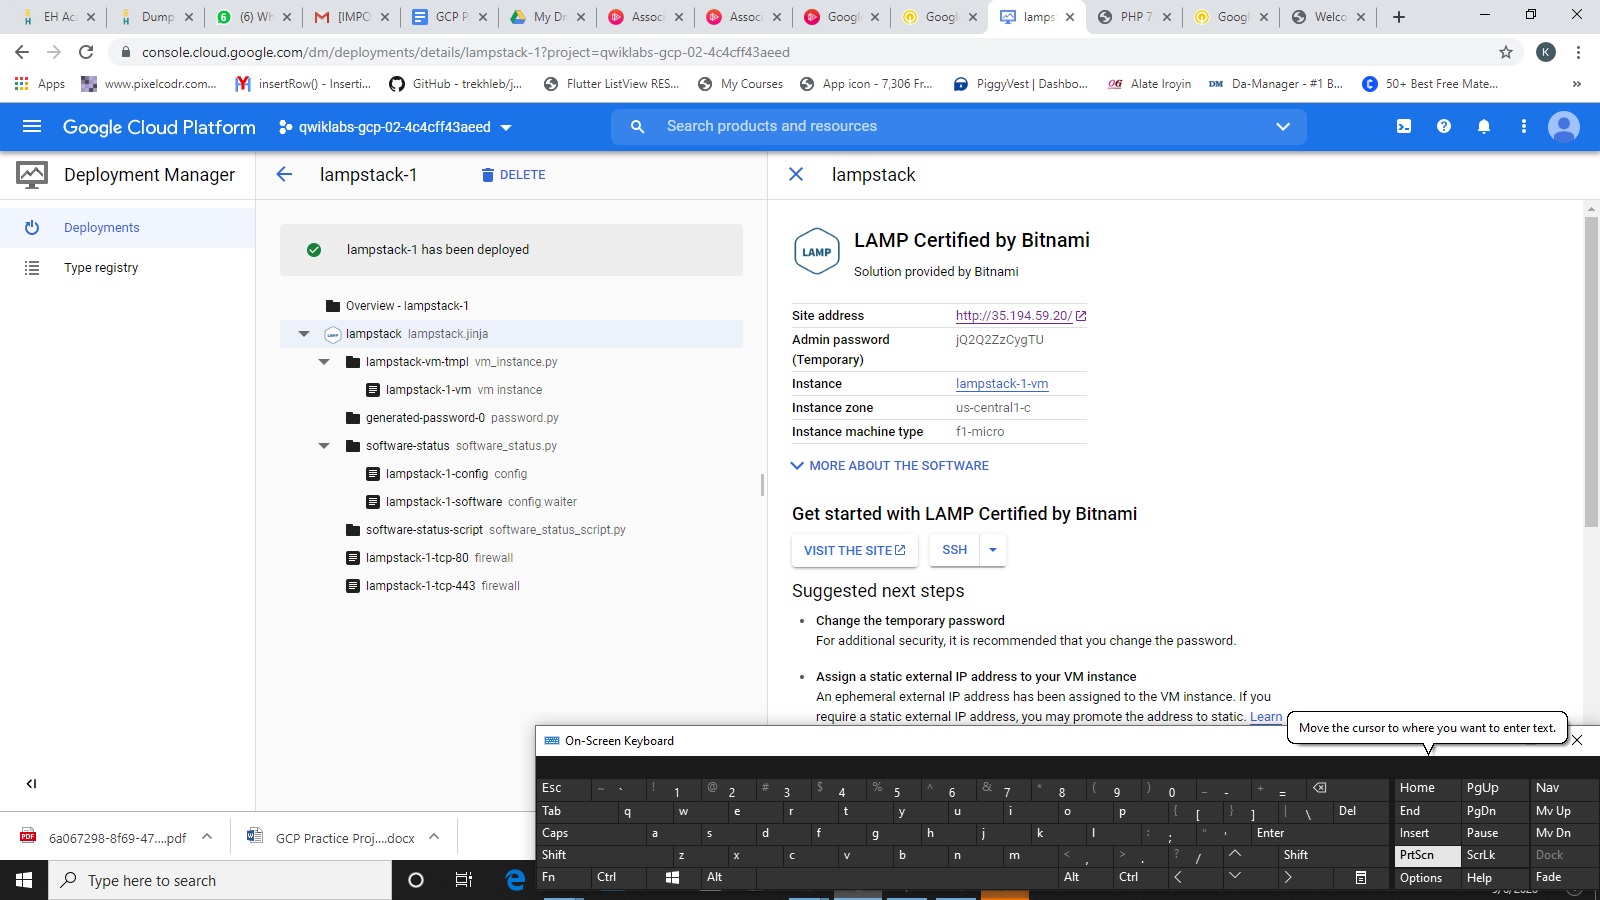 EH Aca
Dump
(6) Wh
[IMPO
GCP P
My Dr
Associ
Associ
Google
Google
lamps
PHP 7
Googl
Welco
console.cloud.google.com/dm/deployments/details/lampstack-1?project=qwiklabs-gcp-02-4c4cff43aeed
K
Apps
www.pixelcodr.com...
insertRow() - Inserti...
GitHub - trekhleb/j...
Flutter ListView RES...
My Courses
App icon - 7,306 Fr...
PiggyVest | Dashbo...
Alate Iroyin
Da-Manager - #1 B...
50+ Best Free Mate...
»
Google Cloud Platform
qwiklabs-gcp-02-4c4cff43aeed
Search products and resources
Deployment Manager
Deployments
Type registry
lampstack-1
DELETE
lampstack-1 has been deployed
Overview - lampstack-1
lampstack lampstack.jinja
lampstack-vm-tmpl vm_instance.py
lampstack-1-vm vm instance
generated-password-0 password.py
software-status software_status.py
lampstack-1-config config
lampstack-1-software config waiter
software-status-script software_status_script.py
lampstack-1-tcp-80 firewall
lampstack-1-tcp-443 firewall
lampstack
LAMP
LAMP Certified by Bitnami
Solution provided by Bitnami
Site address http://35.194.59.20/
Admin password jQ2Q2ZzCygTU
(Temporary)
Instance lampstack-1-vm
Instance zone us-central1-c
Instance machine type f1-micro
MORE ABOUT THE SOFTWARE
Get started with LAMP Certified by Bitnami
VISIT THE SITE
SSH
Suggested next steps
• Change the temporary password
For additional security, it is recommended that you change the password.
• Assign a static external IP address to your VM instance
An ephemeral external IP address has been assigned to the VM instance. If you
require a static external IP address, you may promote the address to static. Learn
Move the cursor to where you want to enter text.
On-Screen Keyboard
Esc ~ ` ! 1 @ 2 # 3 $ 4 % 5 ^ 6 & 7 * 8 ( 9 ) 0 _ - + = Home PgUp Nav
Tab q w e r t y u i o p { [ } ] | \ Del End PgDn Mv Up
Caps a s d f g h j k l : ; " ' Enter Insert Pause Mv Dn
Shift z x c v b n m < , > . ? / Shift PrtScn ScrLk Dock
Fn Ctrl Alt Alt Ctrl Options Help Fade
6a067298-8f69-47....pdf
GCP Practice Proj....docx
Type here to search